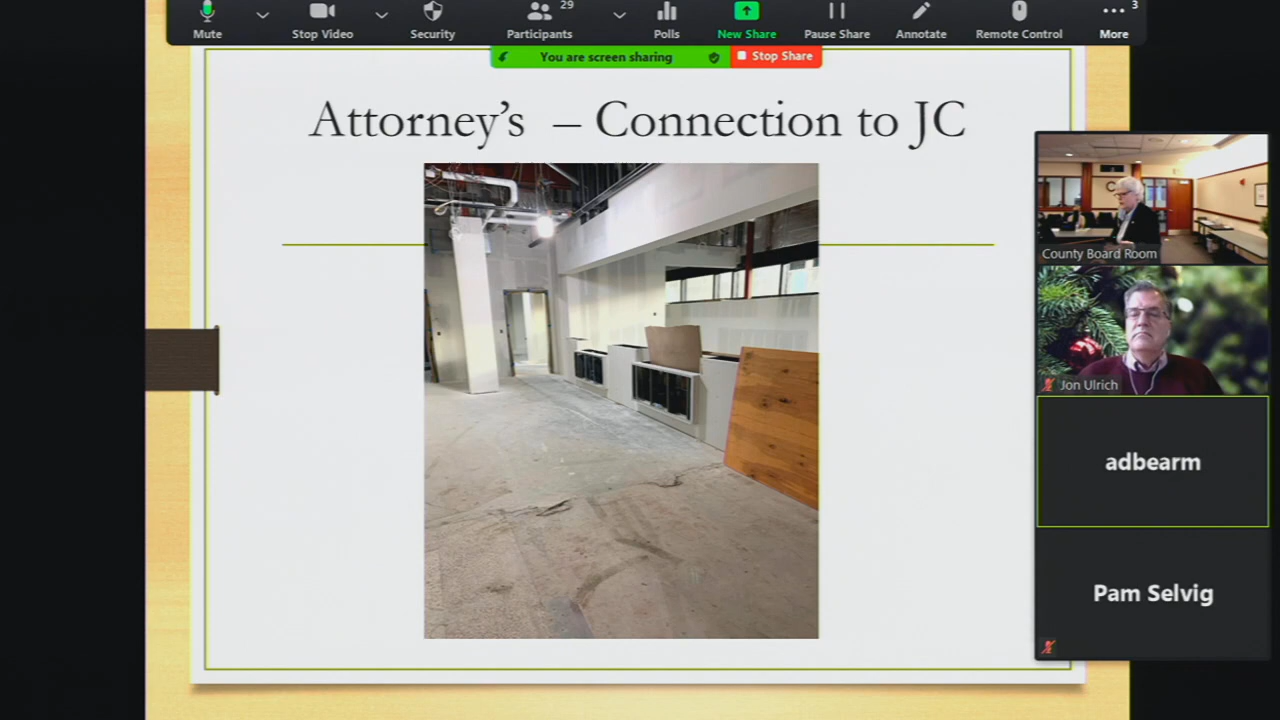 29
3
Mute
Stop Video
Security
Participants
Polls
New Share
Pause Share
Annotate
Remote Control
More
You are screen sharing
Stop Share
Attorney's – Connection to JC
County Board Room
Jon Ulrich
adbearm
Pam Selvig